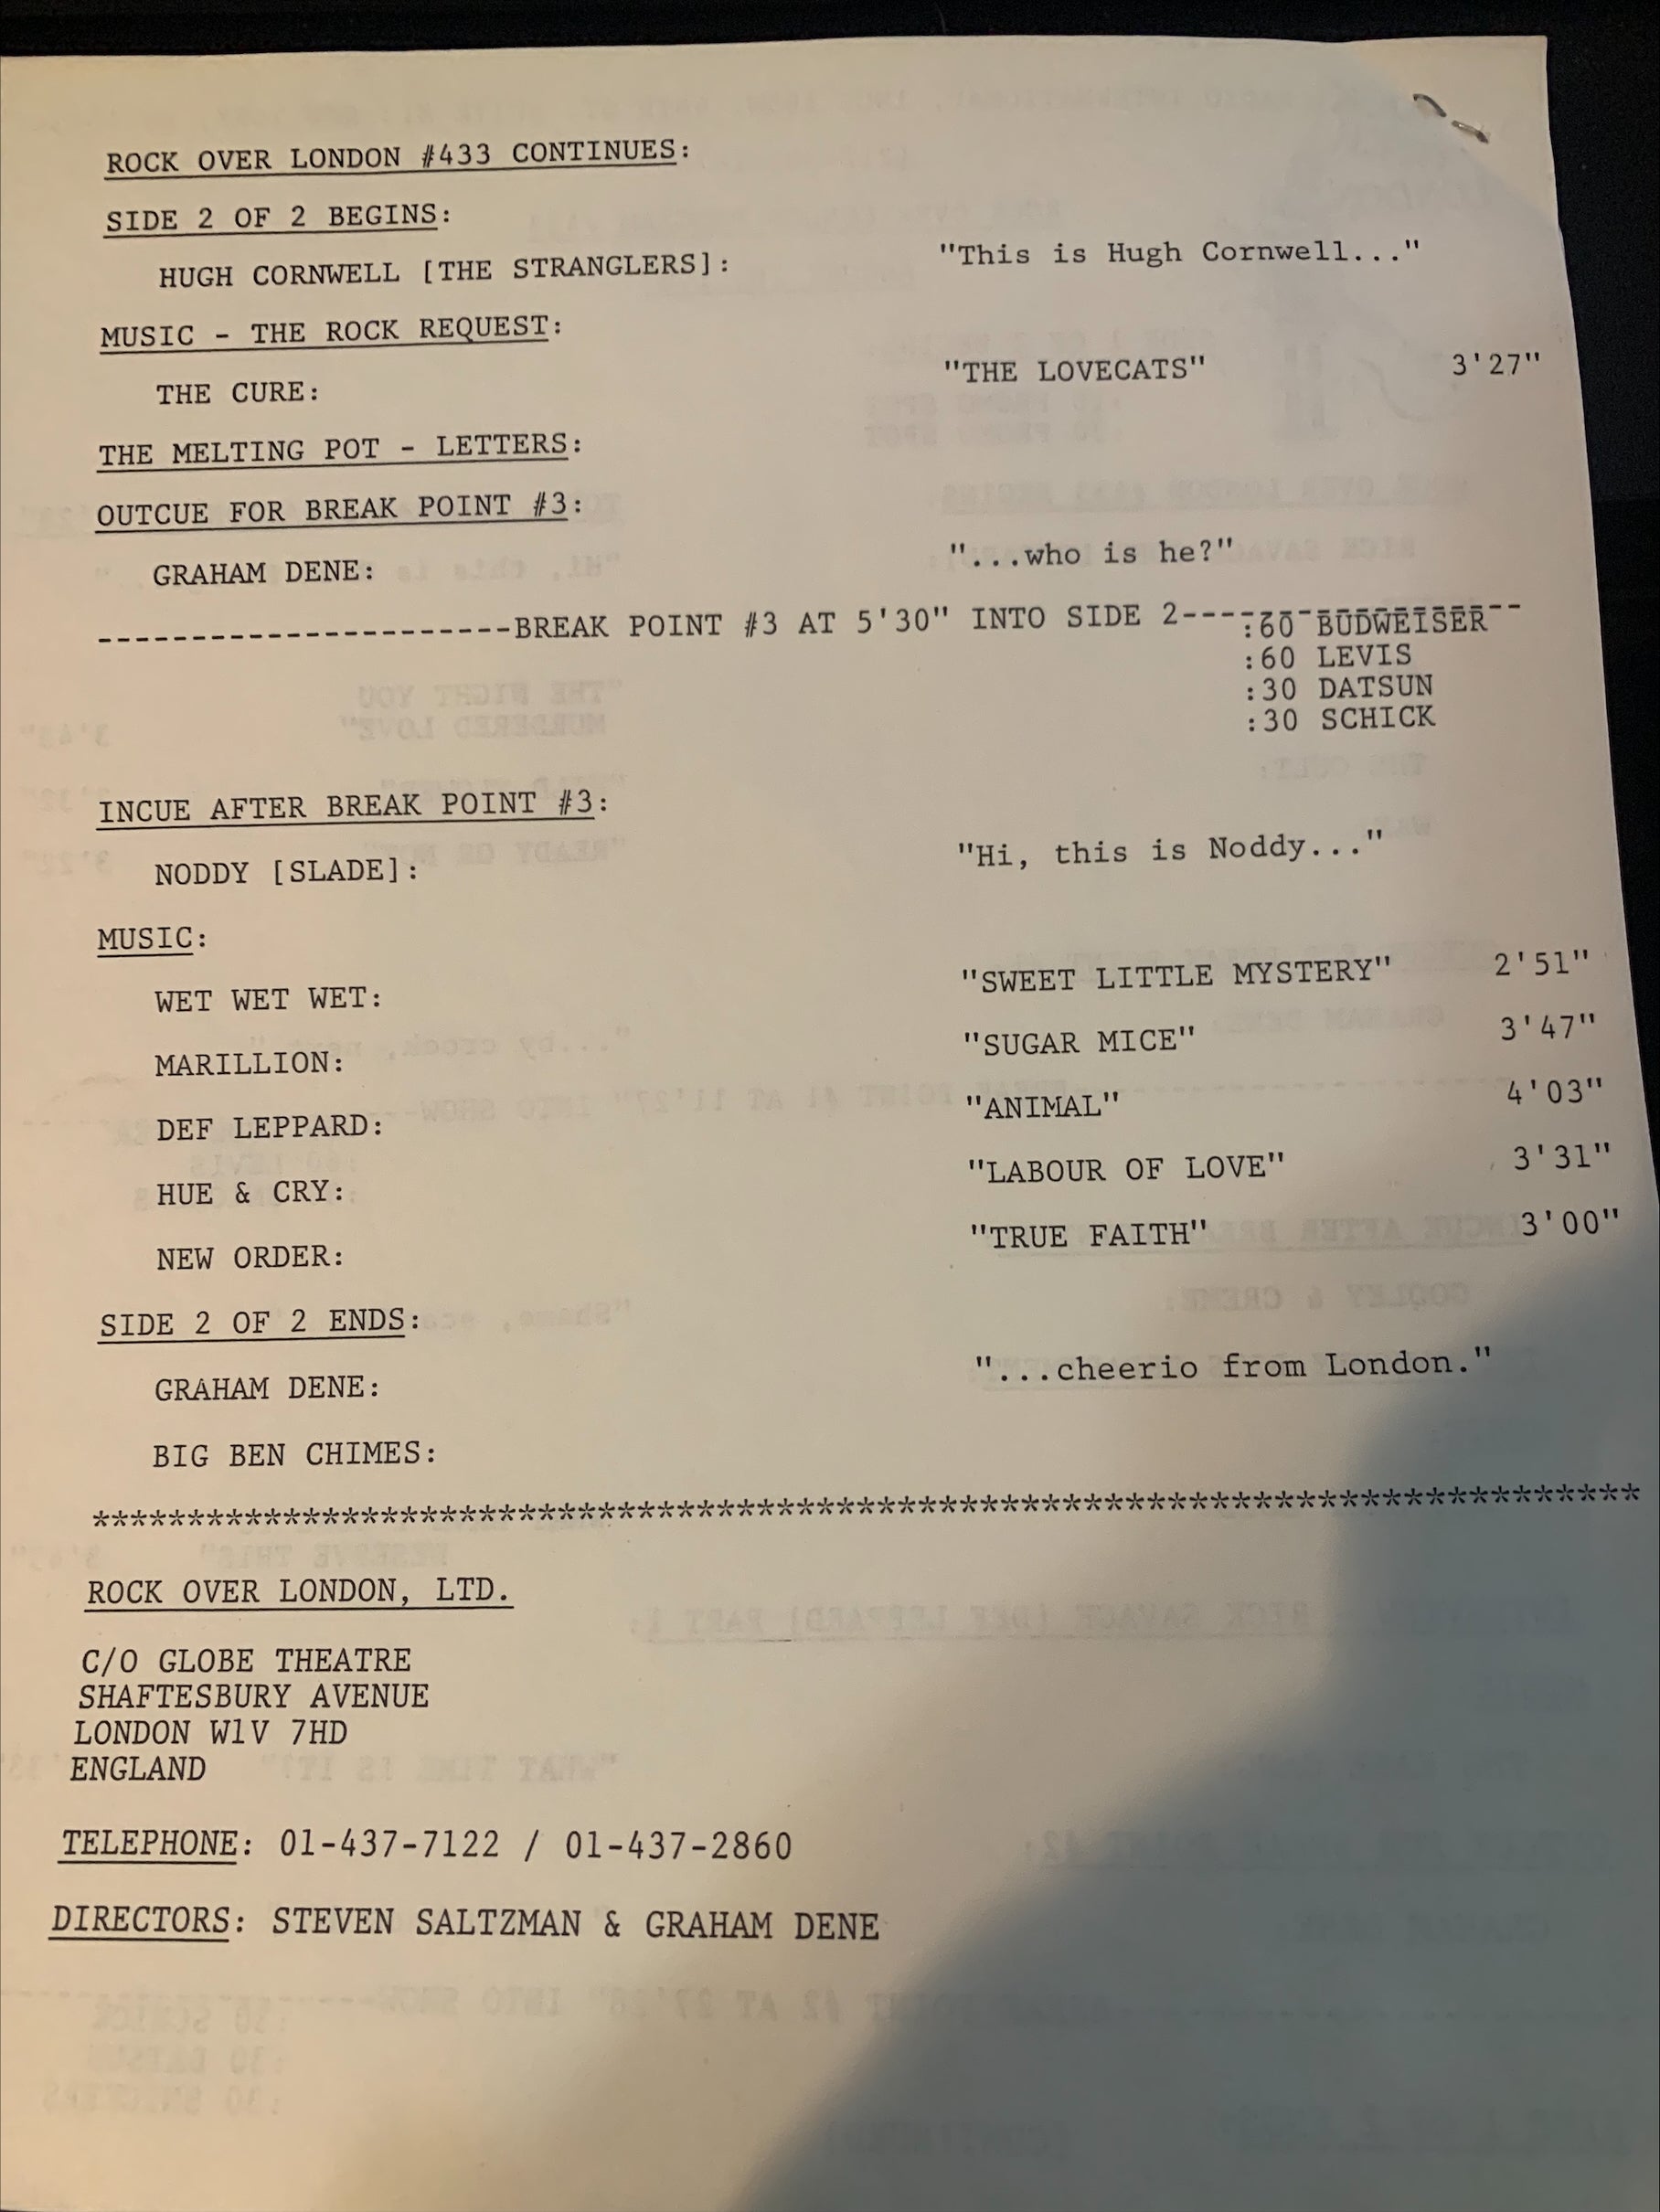 ROCK OVER LONDON #433 CONTINUES:
SIDE 2 OF 2 BEGINS:
HUGH CORNWELL [THE STRANGLERS]: "This is Hugh Cornwell..."
MUSIC - THE ROCK REQUEST:
THE CURE: "THE LOVECATS" 3'27"
THE MELTING POT - LETTERS:
OUTCUE FOR BREAK POINT #3:
GRAHAM DENE: "...who is he?"
----------------------BREAK POINT #3 AT 5'30" INTO SIDE 2------------------
:60 BUDWEISER
:60 LEVIS
:30 DATSUN
:30 SCHICK
INCUE AFTER BREAK POINT #3:
NODDY [SLADE]: "Hi, this is Noddy..."
MUSIC:
WET WET WET: "SWEET LITTLE MYSTERY" 2'51"
MARILLION: "SUGAR MICE" 3'47"
DEF LEPPARD: "ANIMAL" 4'03"
HUE & CRY: "LABOUR OF LOVE" 3'31"
NEW ORDER: "TRUE FAITH" 3'00"
SIDE 2 OF 2 ENDS:
GRAHAM DENE: "...cheerio from London."
BIG BEN CHIMES:
*******************************************************************************
ROCK OVER LONDON, LTD.
C/O GLOBE THEATRE
SHAFTESBURY AVENUE
LONDON W1V 7HD
ENGLAND
TELEPHONE: 01-437-7122 / 01-437-2860
DIRECTORS: STEVEN SALTZMAN & GRAHAM DENE